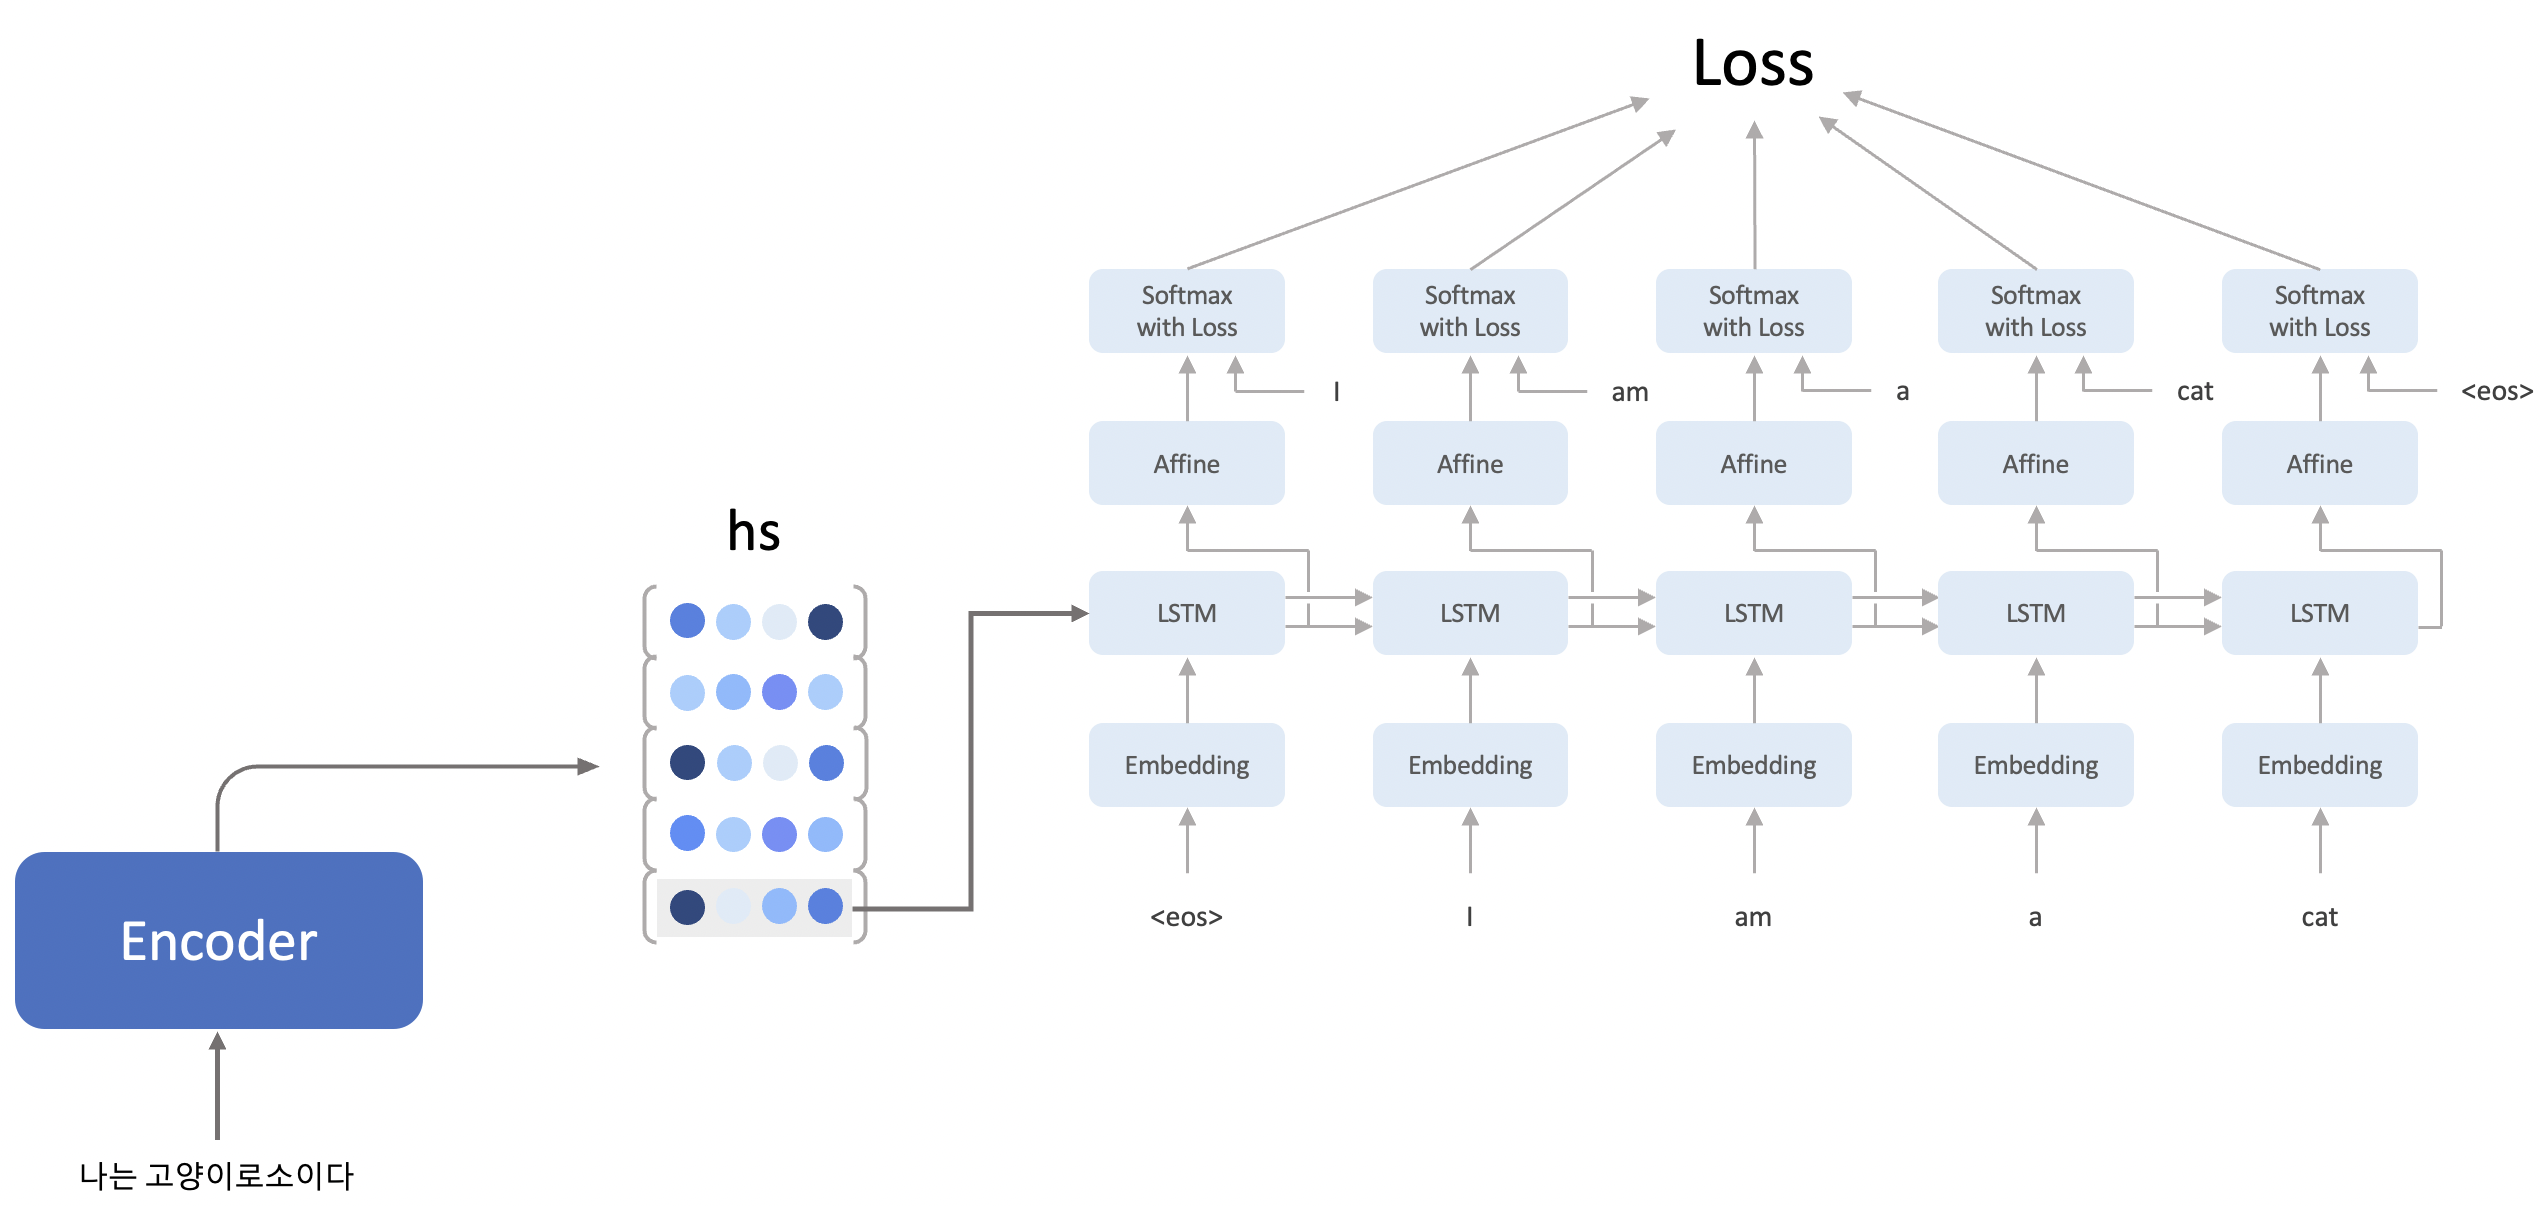 Loss
Softmax
with Loss
Softmax
with Loss
Softmax
with Loss
Softmax
with Loss
Softmax
with Loss
I
am
a
cat
<eos>
Affine
Affine
Affine
Affine
Affine
hs
LSTM
LSTM
LSTM
LSTM
LSTM
Embedding
Embedding
Embedding
Embedding
Embedding
<eos>
I
am
a
cat
Encoder
나는 고양이로소이다